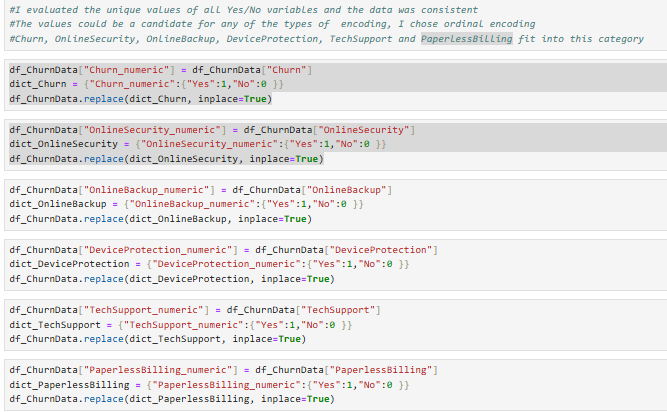 #I evaluated the unique values of all Yes/No variables and the data was consistent
#The values could be a candidate for any of the types of  encoding, I chose ordinal encoding
#Churn, OnlineSecurity, OnlineBackup, DeviceProtection, TechSupport and PaperlessBilling fit into this category
df_ChurnData["Churn_numeric"] = df_ChurnData["Churn"]
dict_Churn = {"Churn_numeric":{"Yes":1,"No":0 }}
df_ChurnData.replace(dict_Churn, inplace=True)
df_ChurnData["OnlineSecurity_numeric"] = df_ChurnData["OnlineSecurity"]
dict_OnlineSecurity = {"OnlineSecurity_numeric":{"Yes":1,"No":0 }}
df_ChurnData.replace(dict_OnlineSecurity, inplace=True)
df_ChurnData["OnlineBackup_numeric"] = df_ChurnData["OnlineBackup"]
dict_OnlineBackup = {"OnlineBackup_numeric":{"Yes":1,"No":0 }}
df_ChurnData.replace(dict_OnlineBackup, inplace=True)
df_ChurnData["DeviceProtection_numeric"] = df_ChurnData["DeviceProtection"]
dict_DeviceProtection = {"DeviceProtection_numeric":{"Yes":1,"No":0 }}
df_ChurnData.replace(dict_DeviceProtection, inplace=True)
df_ChurnData["TechSupport_numeric"] = df_ChurnData["TechSupport"]
dict_TechSupport = {"TechSupport_numeric":{"Yes":1,"No":0 }}
df_ChurnData.replace(dict_TechSupport, inplace=True)
df_ChurnData["PaperlessBilling_numeric"] = df_ChurnData["PaperlessBilling"]
dict_PaperlessBilling = {"PaperlessBilling_numeric":{"Yes":1,"No":0 }}
df_ChurnData.replace(dict_PaperlessBilling, inplace=True)